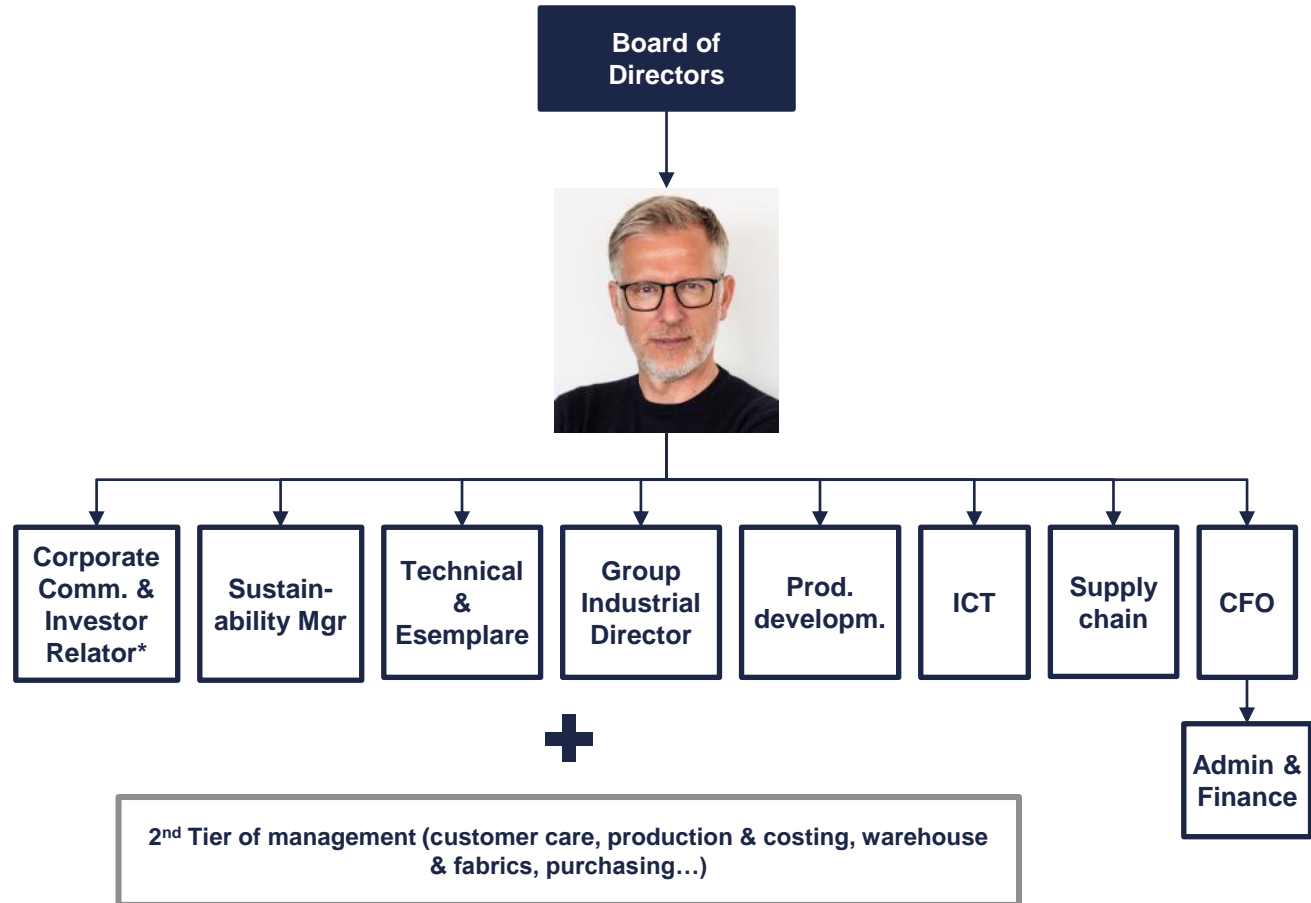 Board of
Directors
Corporate
Comm. &
Investor
Relator*
Sustain-
ability Mgr
Technical
&
Esemplare
Group
Industrial
Director
Prod.
developm.
ICT
Supply
chain
CFO
Admin &
Finance
2nd Tier of management (customer care, production & costing, warehouse
& fabrics, purchasing…)